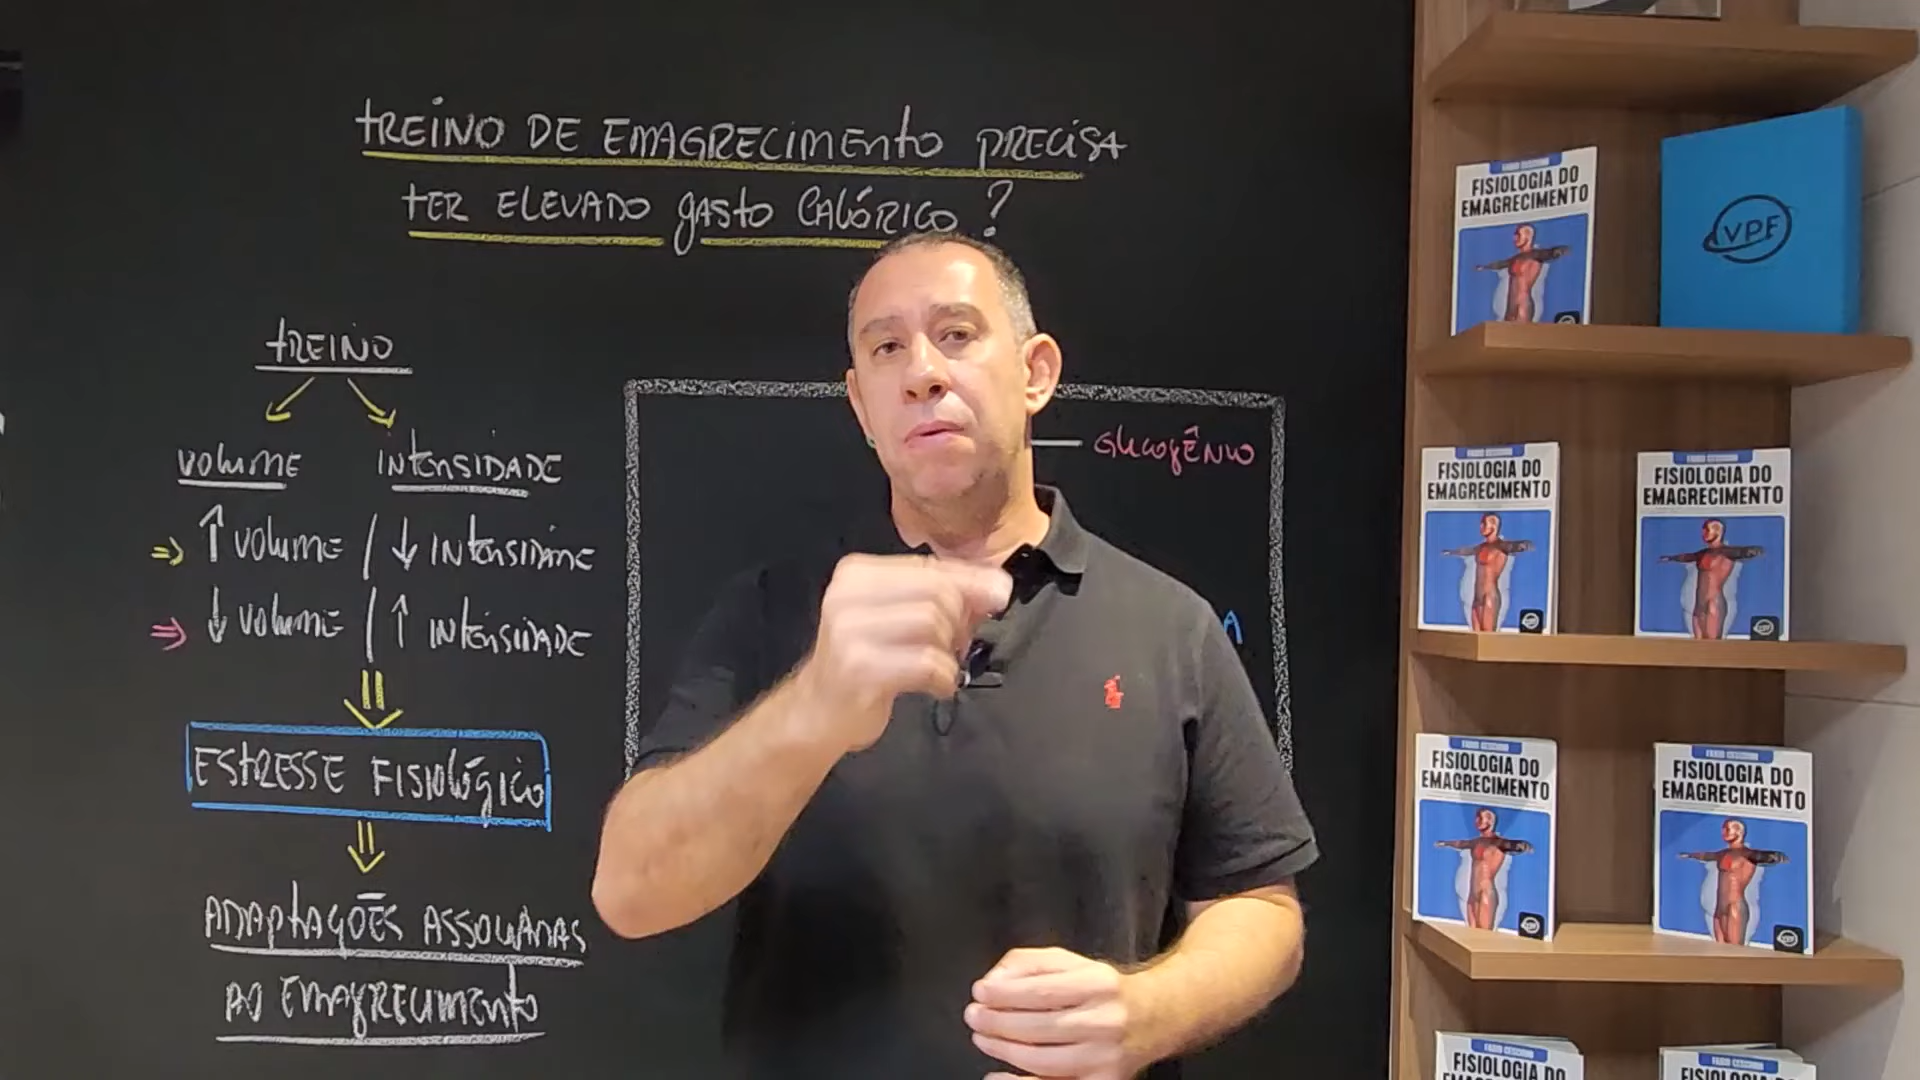 TREINO DE EMAGRECIMENTO PRECISA
TER ELEVADO GASTO CALÓRICO?
TREINO
VOLUME INTENSIDADE
⇒ ↑ VOLUME / ↓ INTENSIDADE
⇒ ↓ VOLUME / ↑ INTENSIDADE
ESTRESSE FISIOLÓGICO
ADAPTAÇÕES ASSOCIADAS
AO EMAGRECIMENTO
GLICOGÊNIO
A
FISIOLOGIA DO
EMAGRECIMENTO
VPF
FISIOLOGIA DO
EMAGRECIMENTO
FISIOLOGIA DO
EMAGRECIMENTO
FISIOLOGIA DO
EMAGRECIMENTO
FISIOLOGIA DO
EMAGRECIMENTO
FISIOLOGIA DO